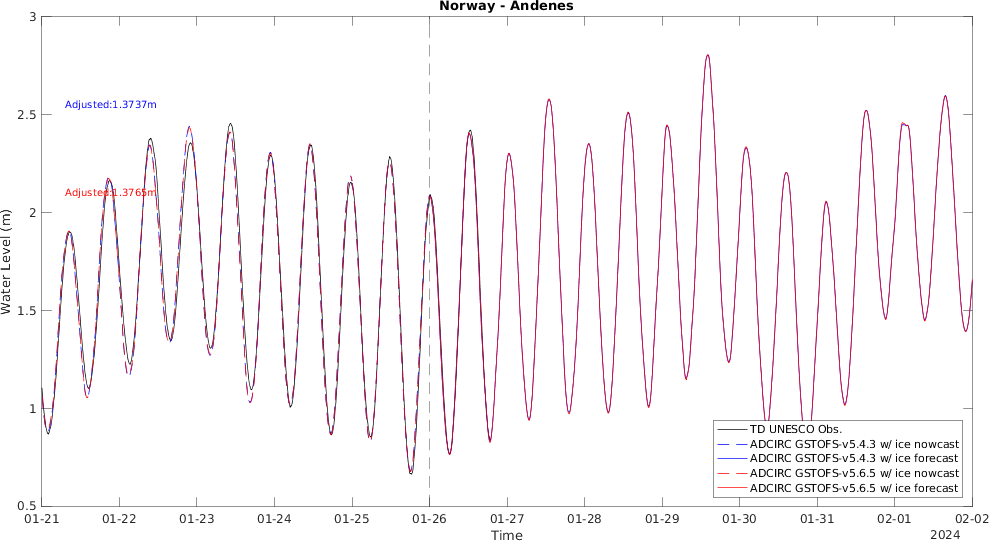 Norway - Andenes
3
2.5
2
1.5
1
0.5
Water Level (m)
Adjusted:1.3737m
Adjusted:1.3765m
TD UNESCO Obs.
ADCIRC GSTOFS-v5.4.3 w/ ice nowcast
ADCIRC GSTOFS-v5.4.3 w/ ice forecast
ADCIRC GSTOFS-v5.6.5 w/ ice nowcast
ADCIRC GSTOFS-v5.6.5 w/ ice forecast
01-21 01-22 01-23 01-24 01-25 01-26 01-27 01-28 01-29 01-30 01-31 02-01 02-02
Time
2024